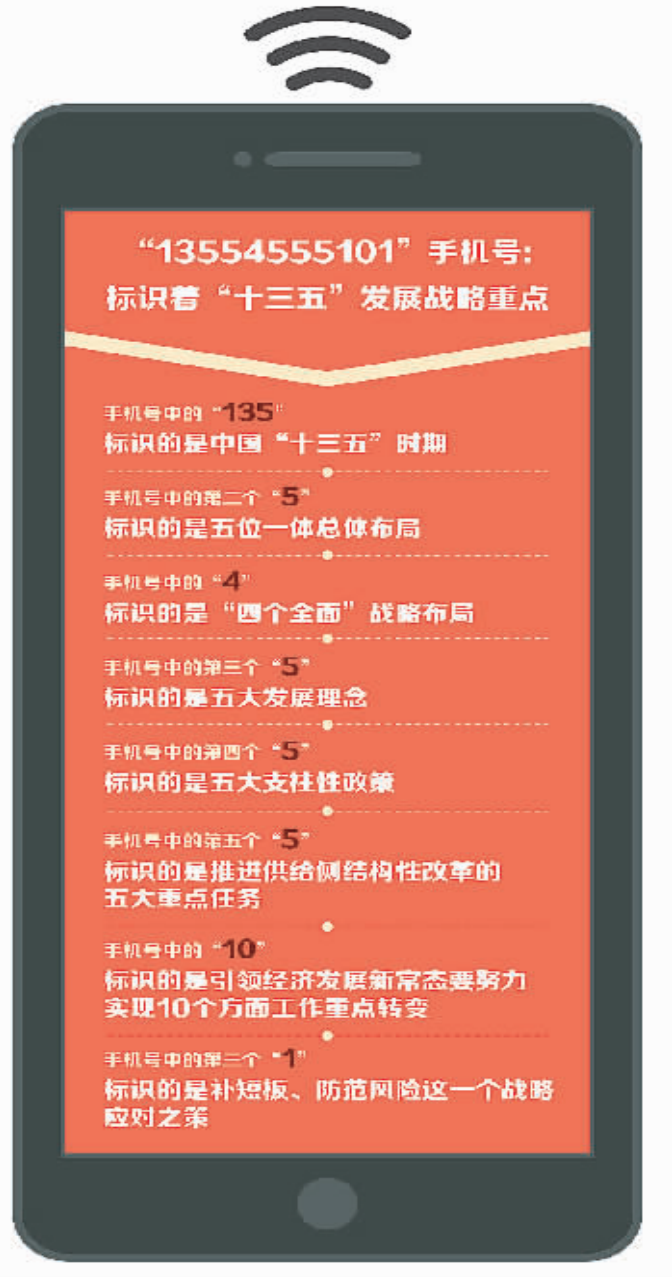 “13554555101”手机号:
标识着“十三五”发展战略重点
手机号中的“135”
标识的是中国“十三五”时期
手机号中的第二个“5”
标识的是五位一体总体布局
手机号中的“4”
标识的是“四个全面”战略布局
手机号中的第三个“5”
标识的是五大发展理念
手机号中的第四个“5”
标识的是五大支柱性政策
手机号中的第五个“5”
标识的是推进供给侧结构性改革的
五大重点任务
手机号中的“10”
标识的是引领经济发展新常态要努力
实现10个方面工作重点转变
手机号中的第三个“1”
标识的是补短板、防范风险这一个战略
应对之策